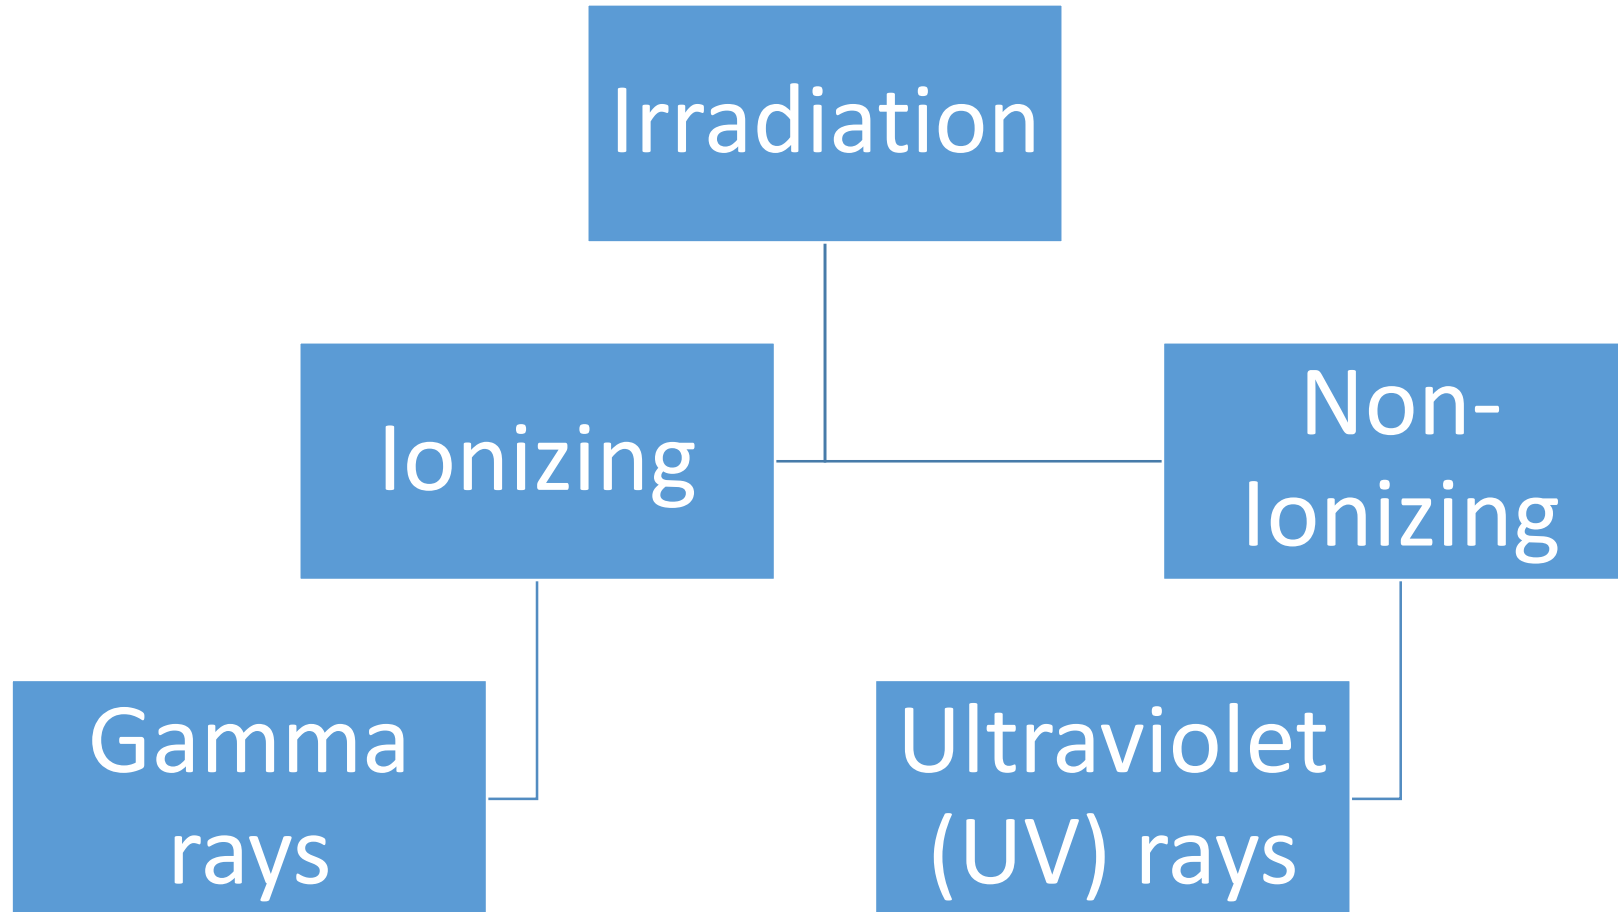 Irradiation
Ionizing
Non-
Ionizing
Gamma
rays
Ultraviolet
(UV) rays